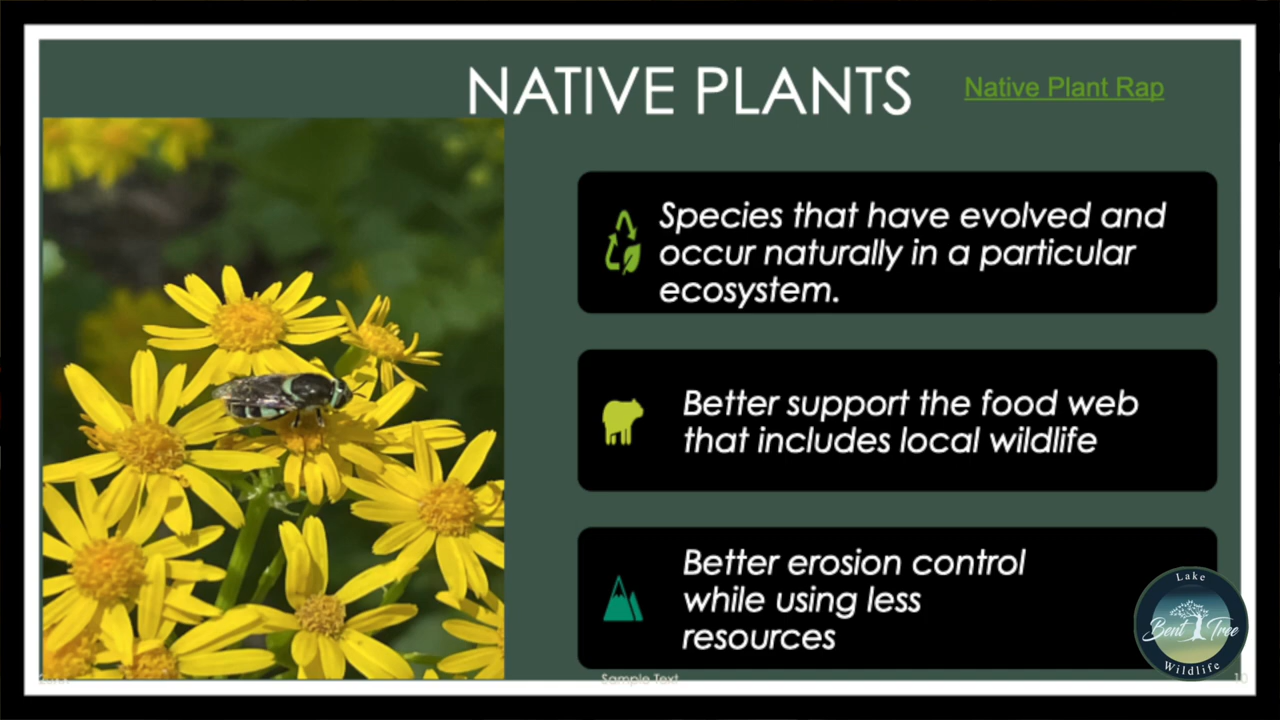 NATIVE PLANTS
Native Plant Rap
Species that have evolved and
occur naturally in a particular
ecosystem.
Better support the food web
that includes local wildlife
Better erosion control
while using less
resources
Lake
Bent Tree
Wildlife
Sample Text